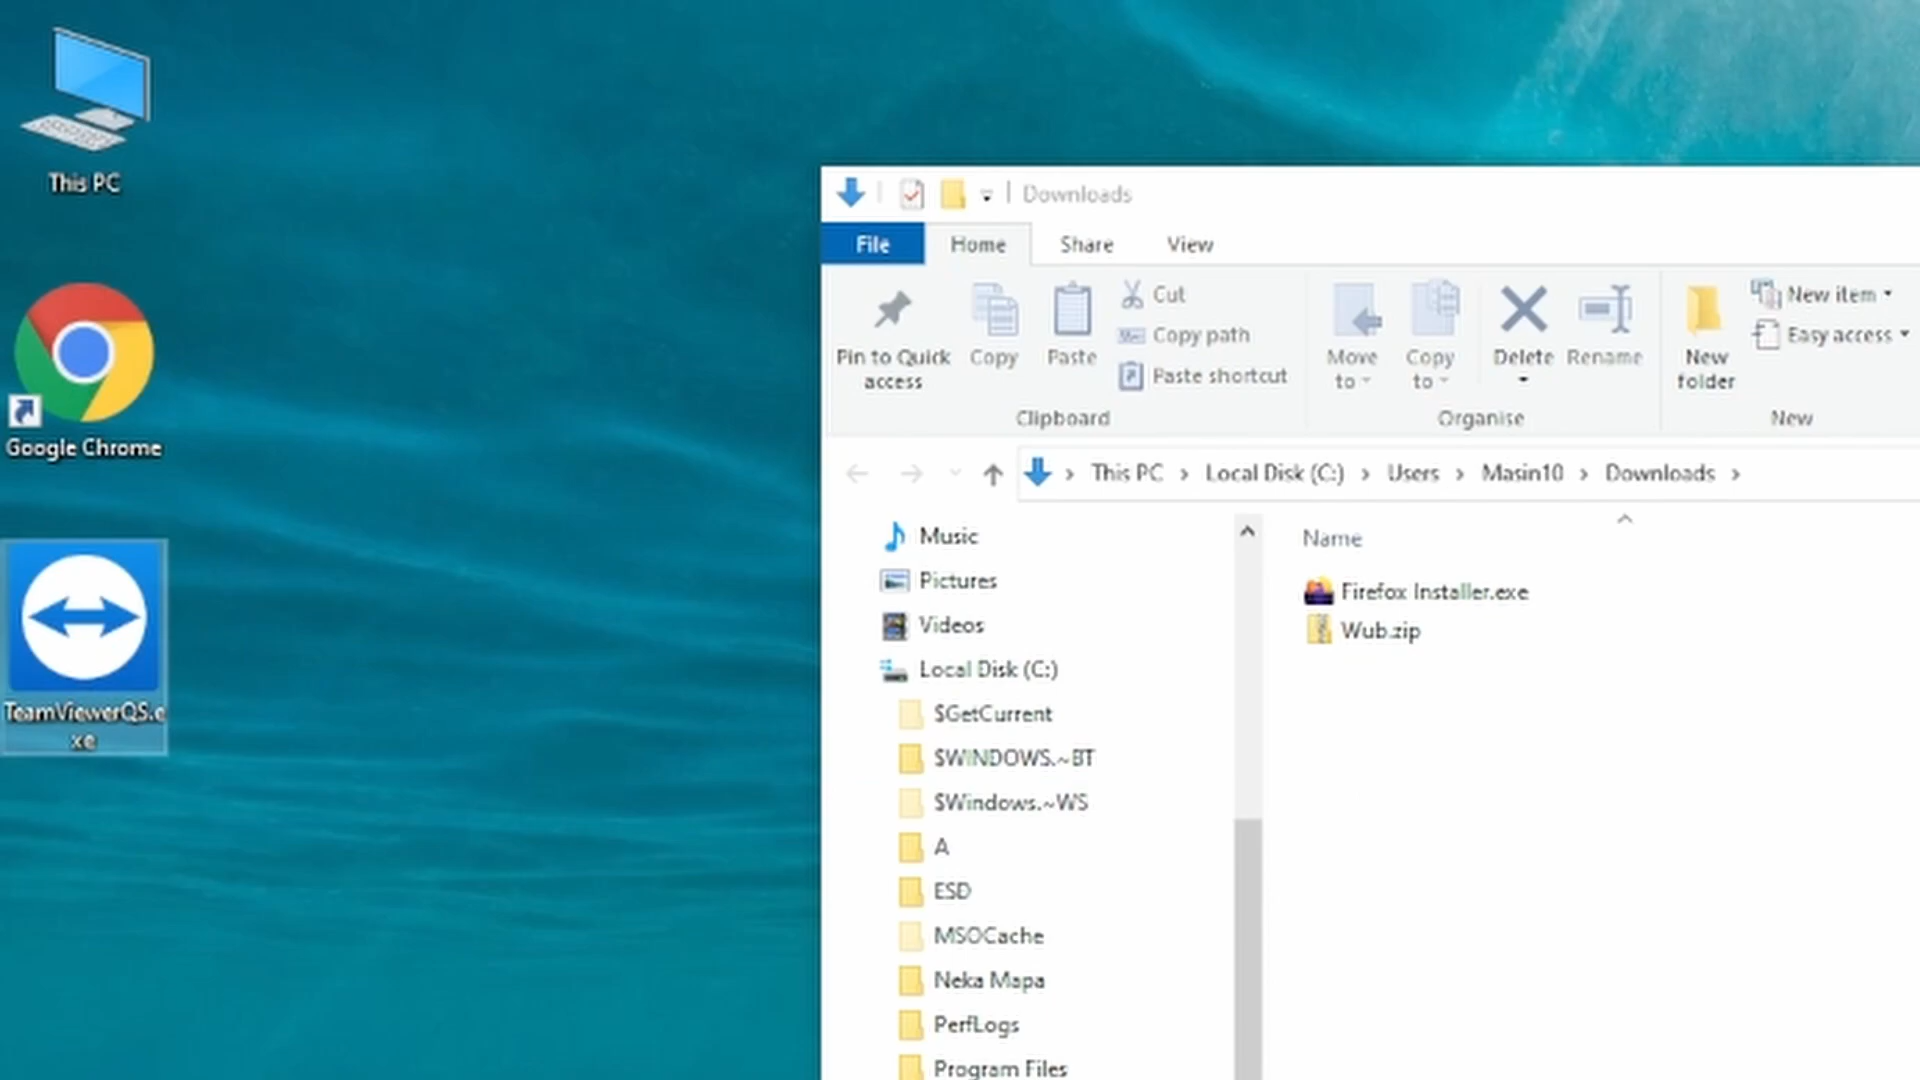 This PC
Google Chrome
TeamViewerQS.e
xe
Downloads
File Home Share View
Pin to Quick
access
Copy
Paste
Cut
Copy path
Paste shortcut
Clipboard
Move
to
Copy
to
Delete
Rename
Organise
New
folder
New item
Easy access
New
This PC › Local Disk (C:) › Users › Masin10 › Downloads ›
Music
Pictures
Videos
Local Disk (C:)
$GetCurrent
$WINDOWS.~BT
$Windows.~WS
A
ESD
MSOCache
Neka Mapa
PerfLogs
Program Files
Name
Firefox Installer.exe
Wub.zip